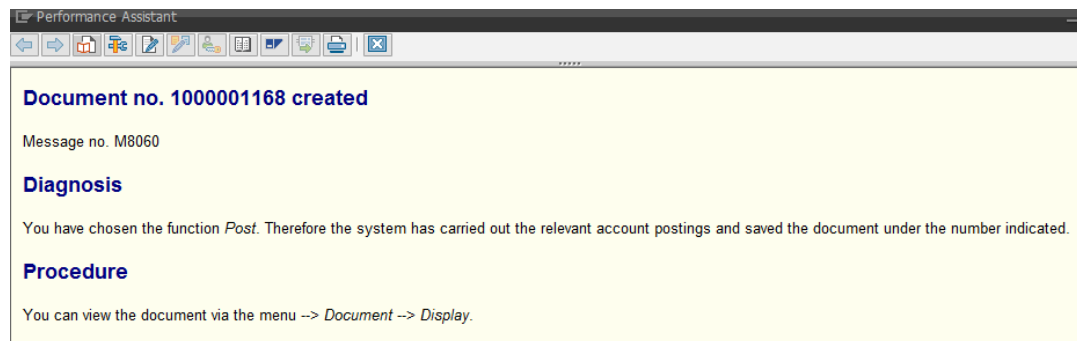 Performance Assistant
Document no. 1000001168 created
Message no. M8060
Diagnosis
You have chosen the function Post. Therefore the system has carried out the relevant account postings and saved the document under the number indicated.
Procedure
You can view the document via the menu --> Document --> Display.